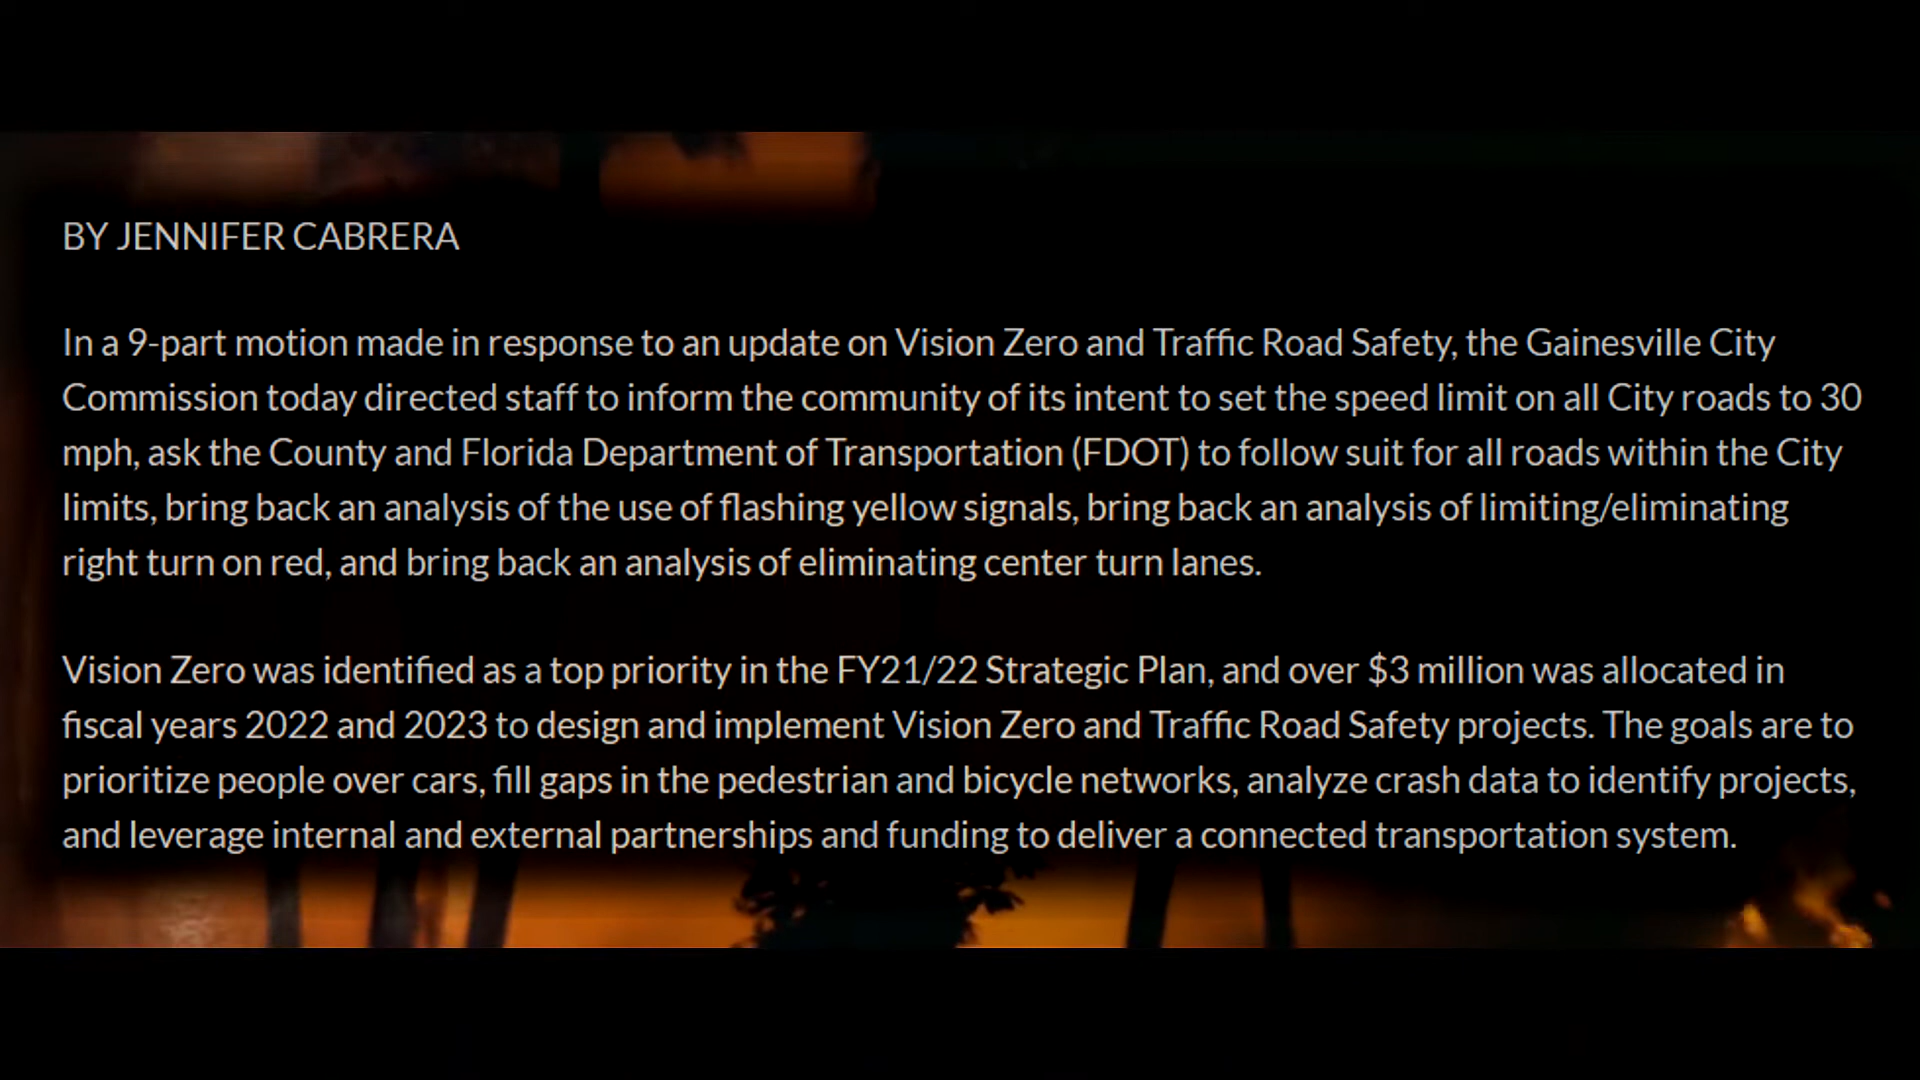 BY JENNIFER CABRERA
In a 9-part motion made in response to an update on Vision Zero and Traffic Road Safety, the Gainesville City
Commission today directed staff to inform the community of its intent to set the speed limit on all City roads to 30
mph, ask the County and Florida Department of Transportation (FDOT) to follow suit for all roads within the City
limits, bring back an analysis of the use of flashing yellow signals, bring back an analysis of limiting/eliminating
right turn on red, and bring back an analysis of eliminating center turn lanes.
Vision Zero was identified as a top priority in the FY21/22 Strategic Plan, and over $3 million was allocated in
fiscal years 2022 and 2023 to design and implement Vision Zero and Traffic Road Safety projects. The goals are to
prioritize people over cars, fill gaps in the pedestrian and bicycle networks, analyze crash data to identify projects,
and leverage internal and external partnerships and funding to deliver a connected transportation system.